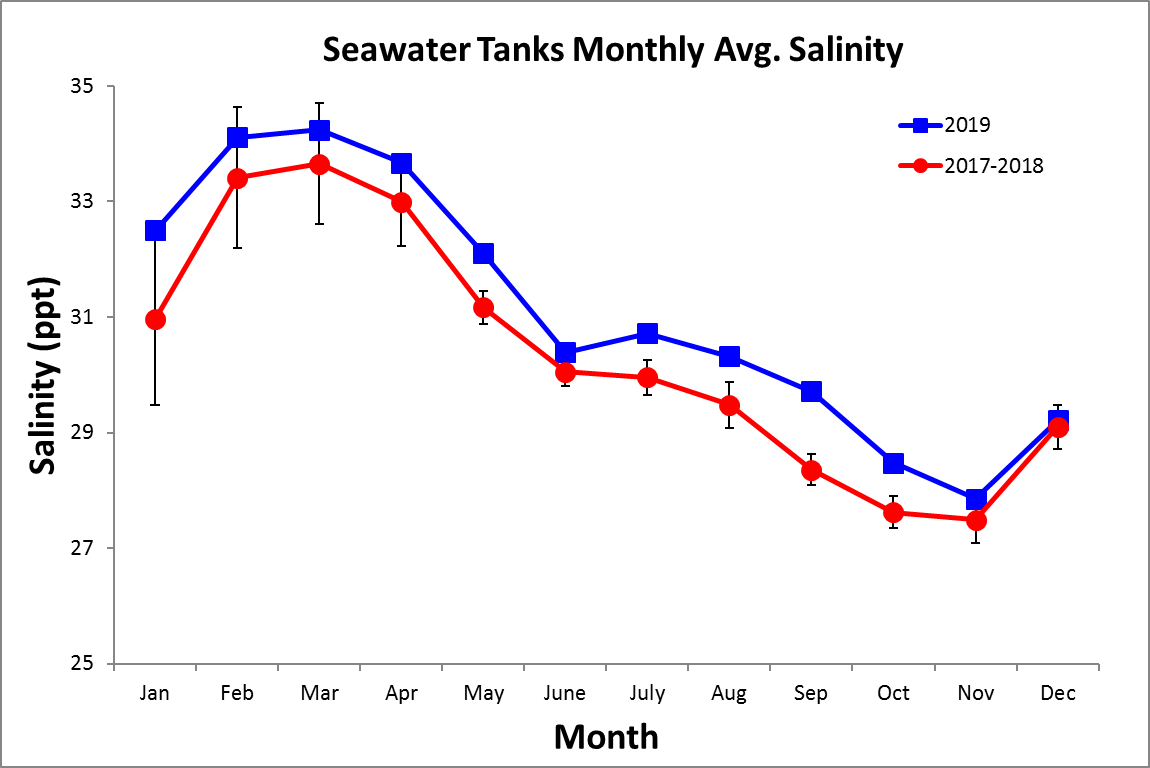 Seawater Tanks Monthly Avg. Salinity
35
33
31
29
27
25
Salinity (ppt)
2019
2017-2018
Jan Feb Mar Apr May June July Aug Sep Oct Nov Dec
Month